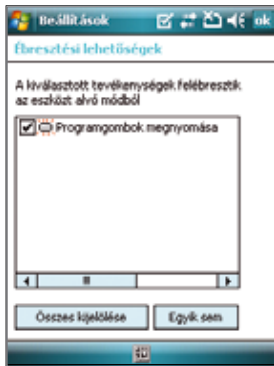 Beállítások ok
Ébresztési lehetőségek
A kiválasztott tevékenységek felébresztik
az eszközt alvó módból
Programgombok megnyomása
Összes kijelölése Egyik sem